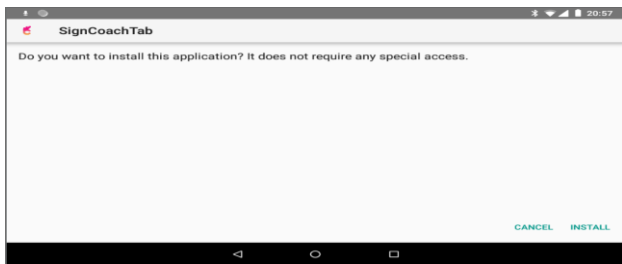 20:57
SignCoachTab
Do you want to install this application? It does not require any special access.
CANCEL INSTALL